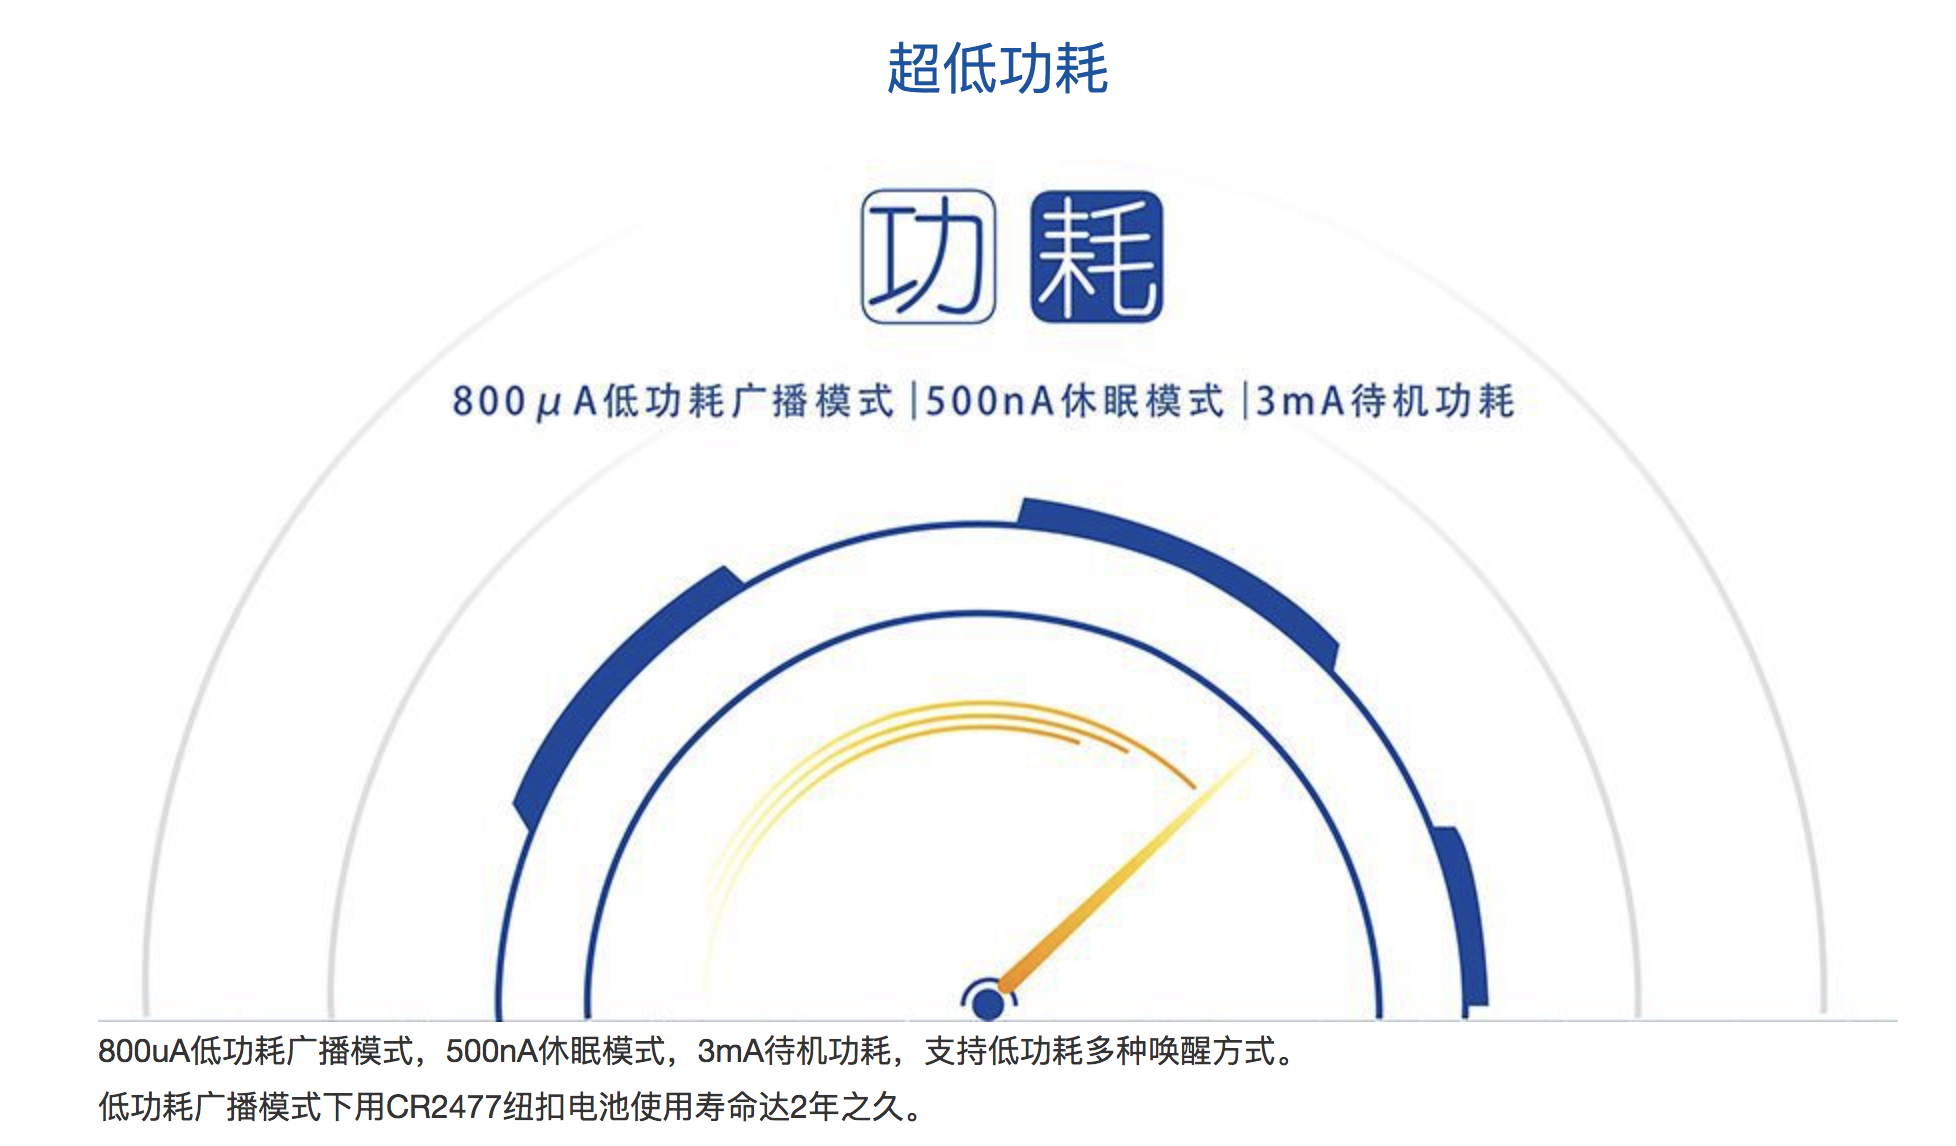 超低功耗
功 耗
800μA低功耗广播模式|500nA休眠模式|3mA待机功耗
800uA低功耗广播模式，500nA休眠模式，3mA待机功耗，支持低功耗多种唤醒方式。
低功耗广播模式下用CR2477纽扣电池使用寿命达2年之久。